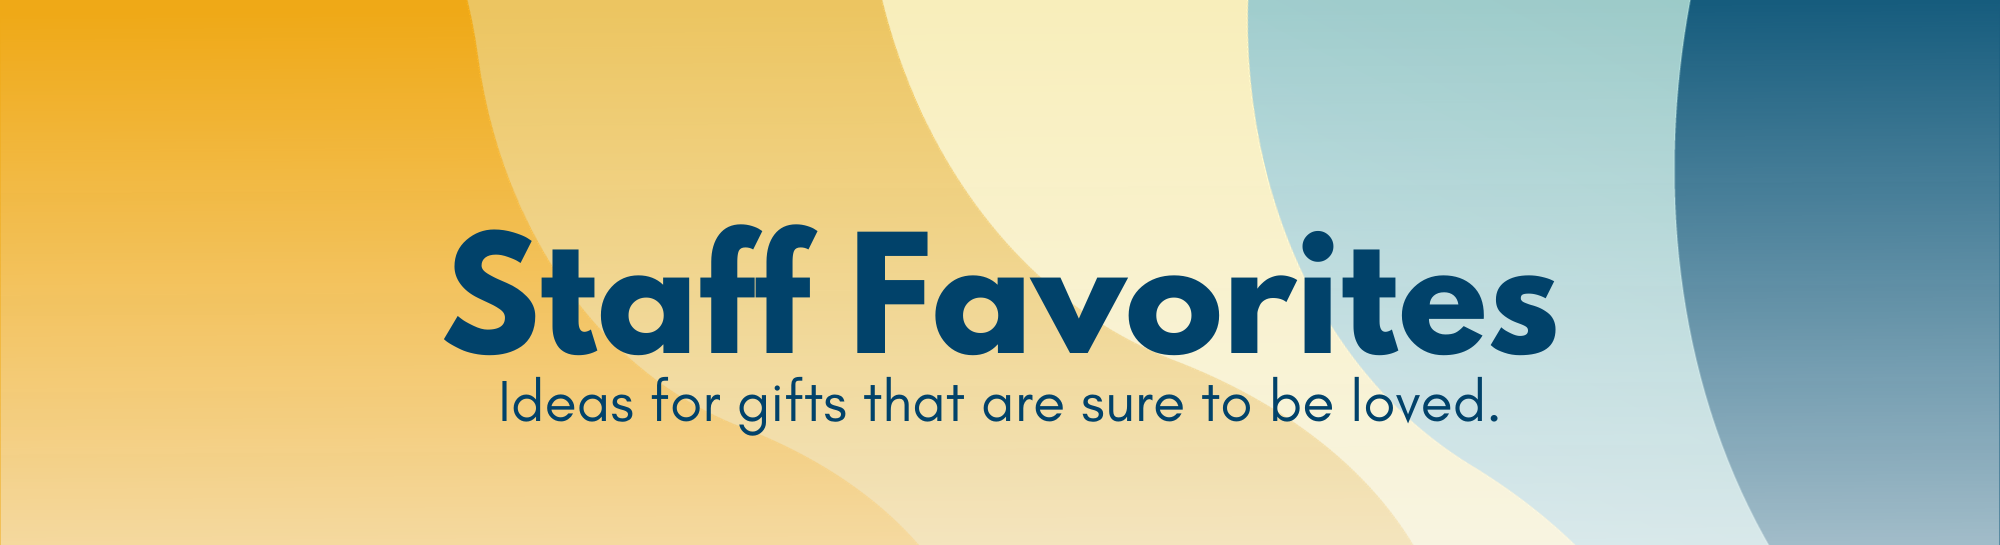 Staff Favorites
Ideas for gifts that are sure to be loved.